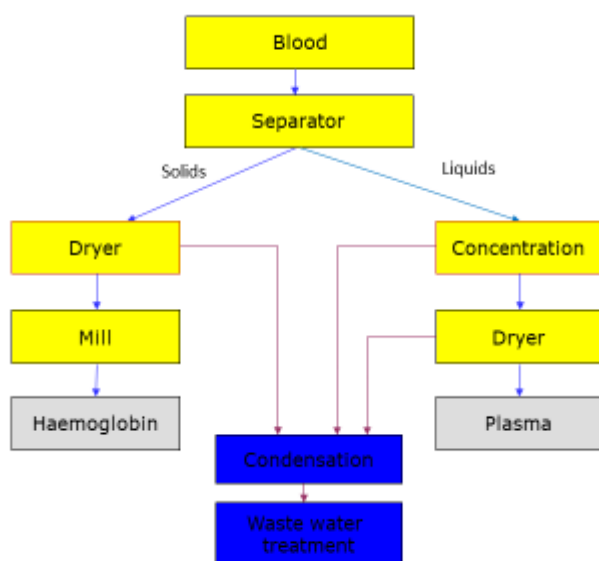 Blood
Separator
Solids
Liquids
Dryer
Concentration
Mill
Dryer
Haemoglobin
Plasma
Condensation
Waste water
treatment